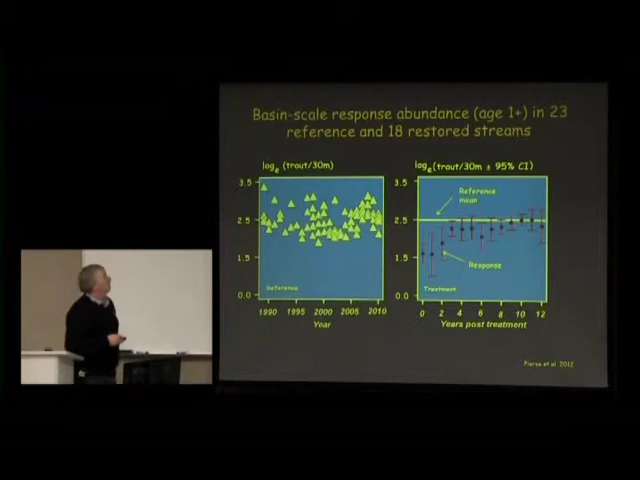 Basin-scale response abundance (age 1+) in 23
reference and 18 restored streams
logₑ (trout/30m)
3.5
2.5
1.5
0.0
Reference
1990 1995 2000 2005 2010
Year
logₑ (trout/30m ± 95% CI)
3.5
2.5
1.5
0.0
Reference
mean
Response
Treatment
0 2 4 6 8 10 12
Years post treatment
Pierce et al. 2012